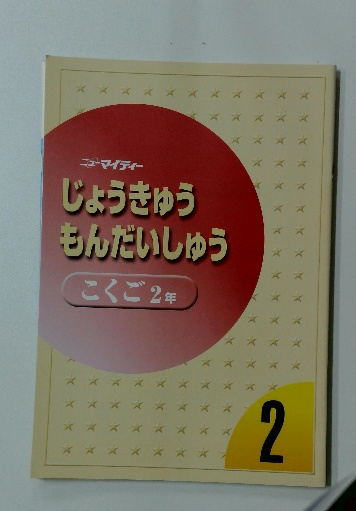 ニューマイティー
じょうきゅう
もんだいしゅう
こくご2年
2